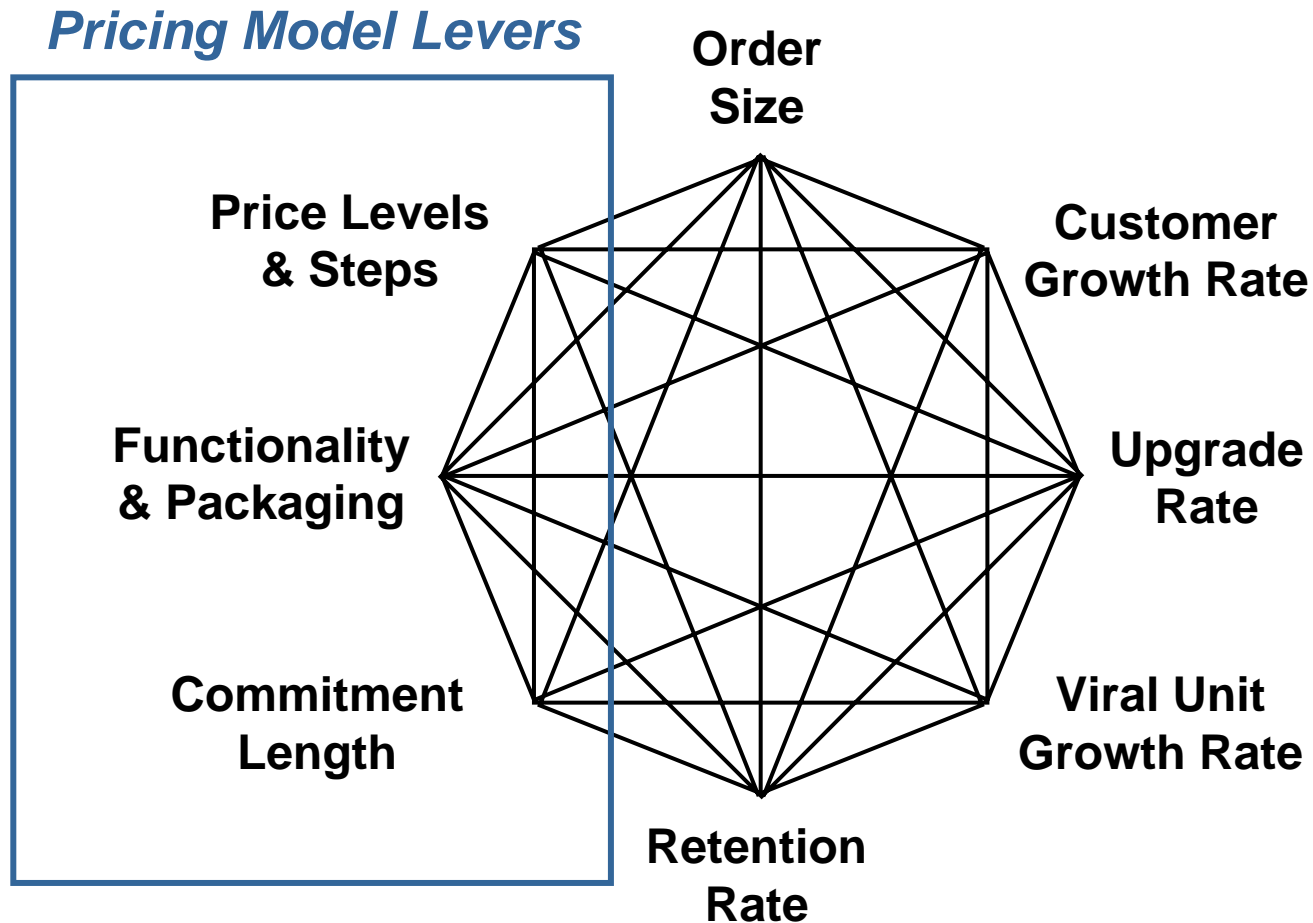 Pricing Model Levers
Order
Size
Price Levels
& Steps
Customer
Growth Rate
Functionality
& Packaging
Upgrade
Rate
Commitment
Length
Viral Unit
Growth Rate
Retention
Rate